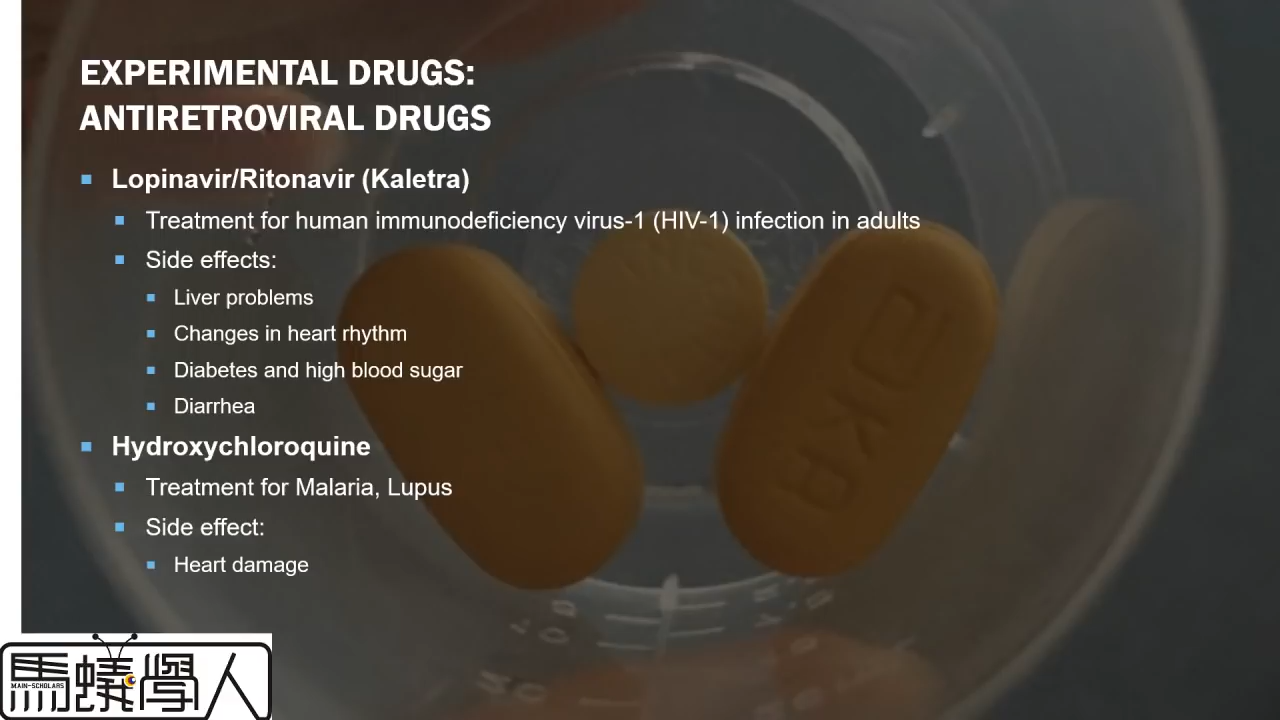 EXPERIMENTAL DRUGS:
ANTIRETROVIRAL DRUGS
Lopinavir/Ritonavir (Kaletra)
Treatment for human immunodeficiency virus-1 (HIV-1) infection in adults
Side effects:
Liver problems
Changes in heart rhythm
Diabetes and high blood sugar
Diarrhea
Hydroxychloroquine
Treatment for Malaria, Lupus
Side effect:
Heart damage
馬蟻學人
MAIN-SCHOLARS